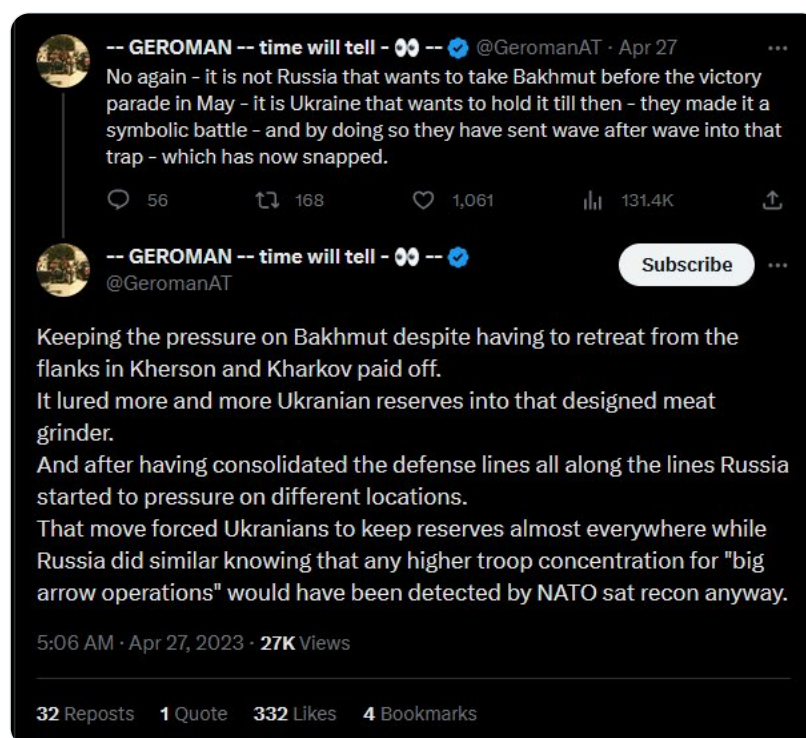 -- GEROMAN -- time will tell - 👀 -- @GeromanAT · Apr 27
No again - it is not Russia that wants to take Bakhmut before the victory
parade in May - it is Ukraine that wants to hold it till then - they made it a
symbolic battle - and by doing so they have sent wave after wave into that
trap - which has now snapped.
56 168 1,061 131.4K
-- GEROMAN -- time will tell - 👀 --
@GeromanAT
Subscribe
Keeping the pressure on Bakhmut despite having to retreat from the
flanks in Kherson and Kharkov paid off.
It lured more and more Ukranian reserves into that designed meat
grinder.
And after having consolidated the defense lines all along the lines Russia
started to pressure on different locations.
That move forced Ukranians to keep reserves almost everywhere while
Russia did similar knowing that any higher troop concentration for "big
arrow operations" would have been detected by NATO sat recon anyway.
5:06 AM · Apr 27, 2023 · 27K Views
32 Reposts 1 Quote 332 Likes 4 Bookmarks